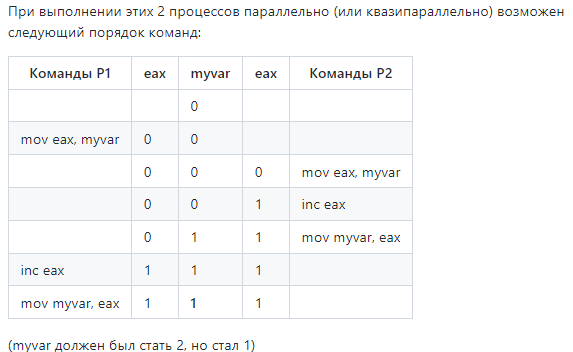 При выполнении этих 2 процессов параллельно (или квазипараллельно) возможен
следующий порядок команд:
Команды P1 eax myvar eax Команды P2
0
mov eax, myvar 0 0
0 0 0 mov eax, myvar
0 0 1 inc eax
0 1 1 mov myvar, eax
inc eax 1 1 1
mov myvar, eax 1 1 1
(myvar должен был стать 2, но стал 1)